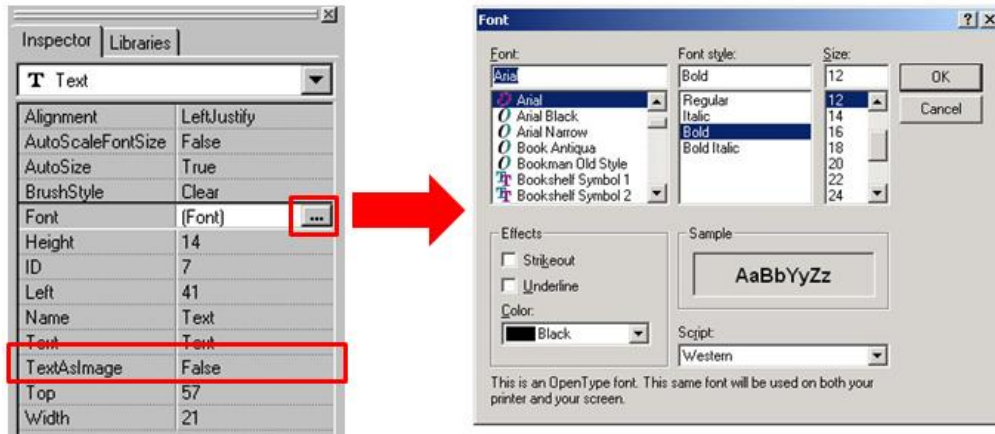 Inspector
Libraries
T Text
Alignment LeftJustify
AutoScaleFontSize False
AutoSize True
BrushStyle Clear
Font (Font) ...
Height 14
ID 7
Left 41
Name Text
Text Text
TextAsImage False
Top 57
Width 21
Font
Font:
Arial
Arial
Arial Black
Arial Narrow
Book Antiqua
Bookman Old Style
Bookshelf Symbol 1
Bookshelf Symbol 2
Font style:
Bold
Regular
Italic
Bold
Bold Italic
Size:
12
12
14
16
18
20
22
24
OK
Cancel
Effects
Strikeout
Underline
Color:
Black
Sample
AaBbYyZz
Script:
Western
This is an OpenType font. This same font will be used on both your
printer and your screen.